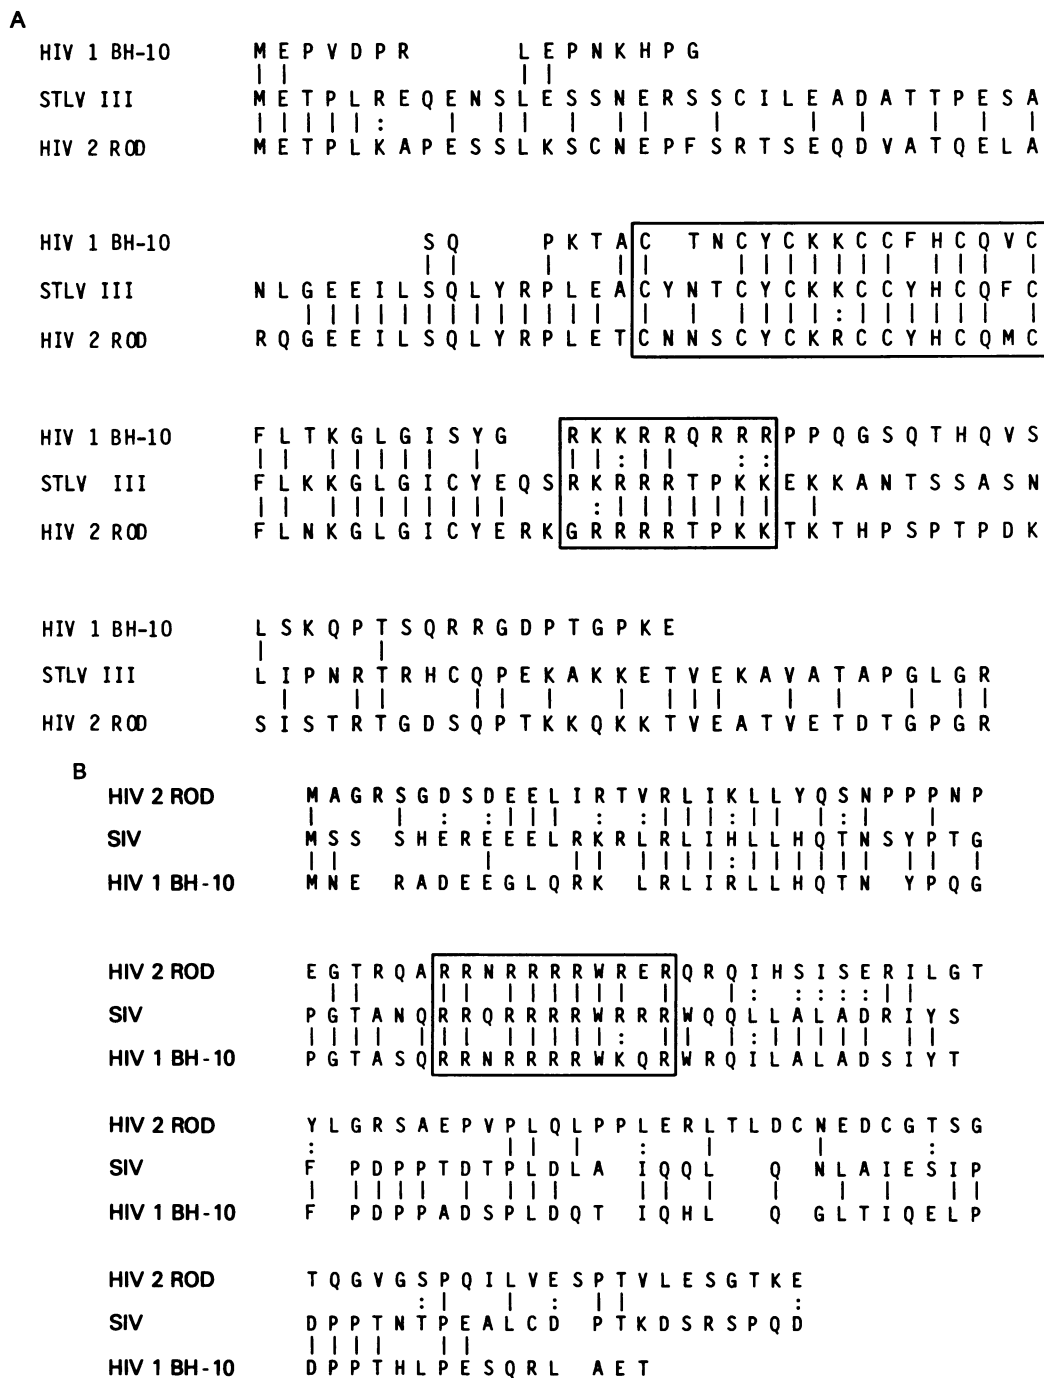 A
HIV 1 BH-10 M E P V D P R L E P N K H P G
STLV III M E T P L R E Q E N S L E S S N E R S S C I L E A D A T T P E S A
HIV 2 ROD M E T P L K A P E S S L K S C N E P F S R T S E Q D V A T Q E L A
HIV 1 BH-10 S Q P K T A C T N C Y C K K C C F H C Q V C
STLV III N L G E E I L S Q L Y R P L E A C Y N T C Y C K K C C Y H C Q F C
HIV 2 ROD R Q G E E I L S Q L Y R P L E T C N N S C Y C K R C C Y H C Q M C
HIV 1 BH-10 F L T K G L G I S Y G R K K R R Q R R R P P Q G S Q T H Q V S
STLV III F L K K G L G I C Y E Q S R K R R R T P K K E K K A N T S S A S N
HIV 2 ROD F L N K G L G I C Y E R K G R R R R T P K K T K T H P S P T P D K
HIV 1 BH-10 L S K Q P T S Q R R G D P T G P K E
STLV III L I P N R T R H C Q P E K A K K E T V E K A V A T A P G L G R
HIV 2 ROD S I S T R T G D S Q P T K K Q K K T V E A T V E T D T G P G R
B
HIV 2 ROD M A G R S G D S D E E L I R T V R L I K L L Y Q S N P P P N P
SIV M S S S H E R E E E L R K R L R L I H L L H Q T N S Y P T G
HIV 1 BH-10 M N E R A D E E G L Q R K L R L I R L L H Q T N Y P Q G
HIV 2 ROD E G T R Q A R R N R R R R W R E R Q R Q I H S I S E R I L G T
SIV P G T A N Q R R Q R R R R W R R R W Q Q L L A L A D R I Y S
HIV 1 BH-10 P G T A S Q R R N R R R R W K Q R W R Q I L A L A D S I Y T
HIV 2 ROD Y L G R S A E P V P L Q L P P L E R L T L D C N E D C G T S G
SIV F P D P P T D T P L D L A I Q Q L Q N L A I E S I P
HIV 1 BH-10 F P D P P A D S P L D Q T I Q H L Q G L T I Q E L P
HIV 2 ROD T Q G V G S P Q I L V E S P T V L E S G T K E
SIV D P P T N T P E A L C D P T K D S R S P Q D
HIV 1 BH-10 D P P T H L P E S Q R L A E T